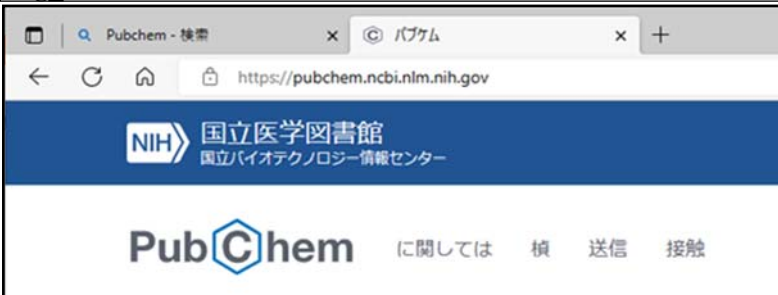 Pubchem - 検索
パブケム
https://pubchem.ncbi.nlm.nih.gov
NIH 国立医学図書館
国立バイオテクノロジー情報センター
PubChem に関しては 楨 送信 接触